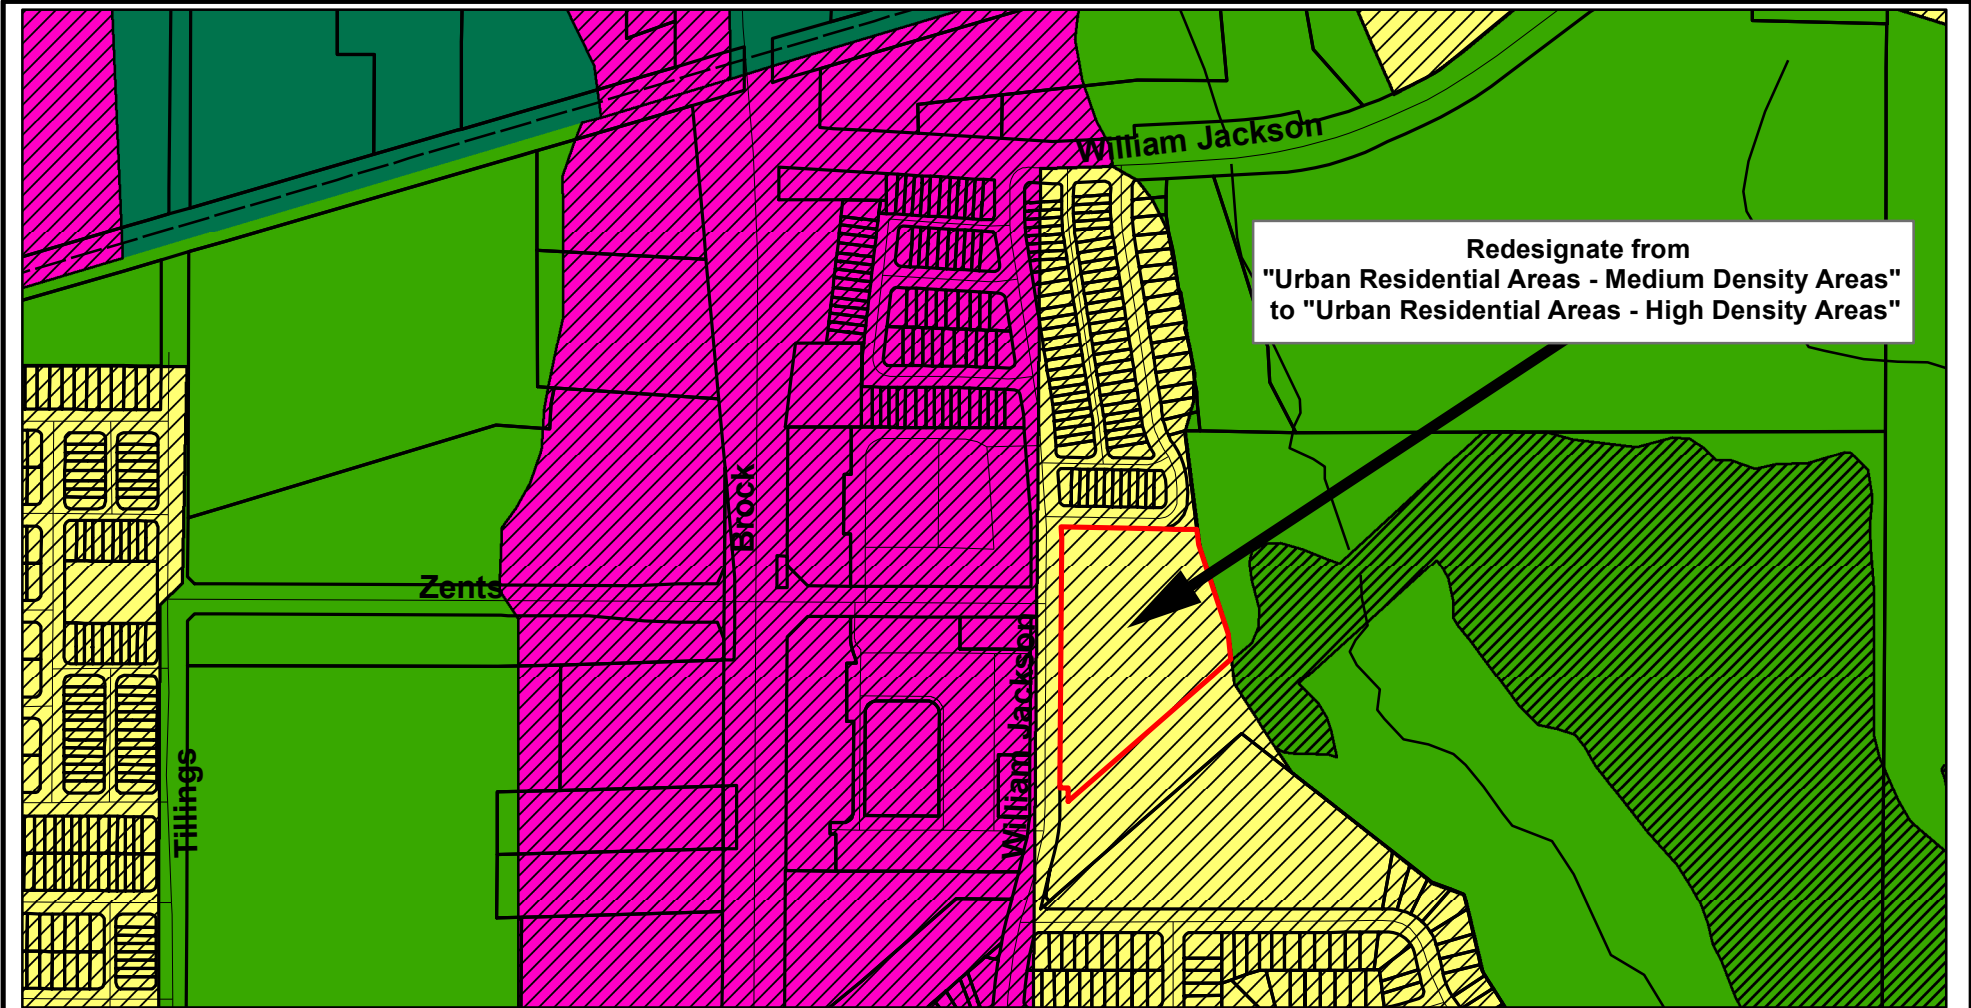 William Jackson
Redesignate from
"Urban Residential Areas - Medium Density Areas"
to "Urban Residential Areas - High Density Areas"
Brock
Zents
William Jackson
Tillings